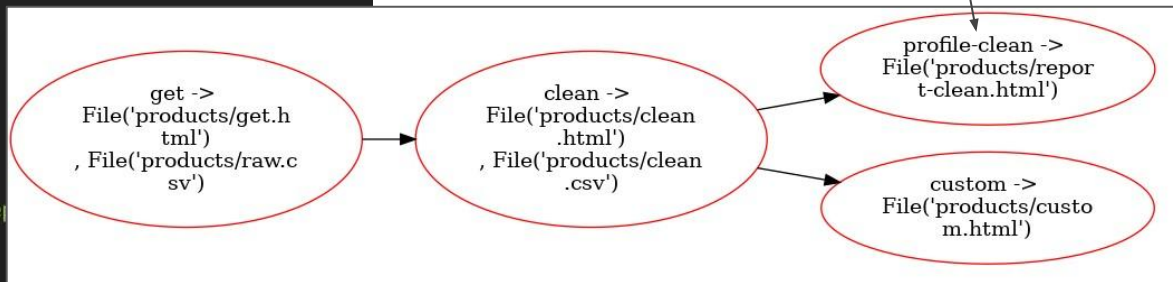 get ->
File('products/get.h
tml')
, File('products/raw.c
sv')
clean ->
File('products/clean
.html')
, File('products/clean
.csv')
profile-clean ->
File('products/repor
t-clean.html')
custom ->
File('products/custo
m.html')